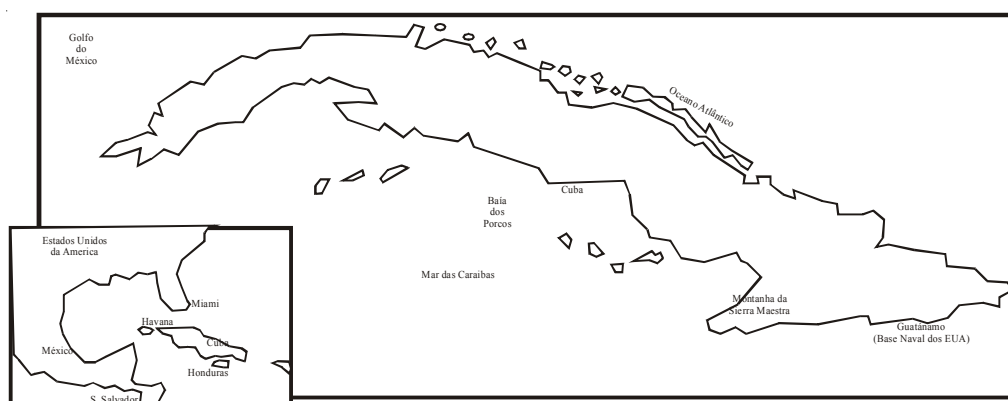 Golfo
do
México
Oceano Atlântico
Cuba
Baía
dos
Porcos
Mar das Caraibas
Montanha da
Sierra Maestra
Guatánamo
(Base Naval dos EUA)
Estados Unidos
da America
Miami
Havana
Cuba
México
Honduras
S. Salvador